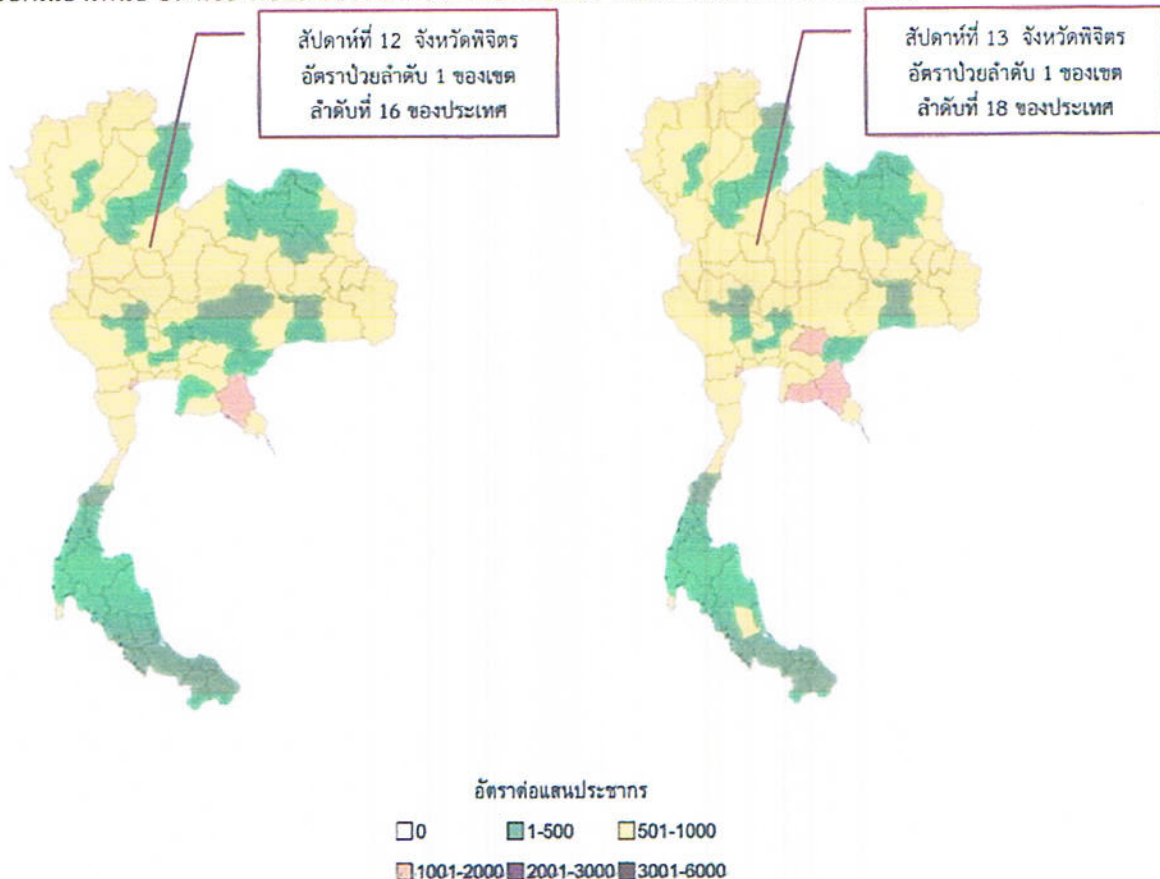 สัปดาห์ที่ 12 จังหวัดพิจิตร
อัตราป่วยลำดับ 1 ของเขต
ลำดับที่ 16 ของประเทศ
สัปดาห์ที่ 13 จังหวัดพิจิตร
อัตราป่วยลำดับ 1 ของเขต
ลำดับที่ 18 ของประเทศ
อัตราต่อแสนประชากร
0 1-500 501-1000
1001-2000 2001-3000 3001-6000